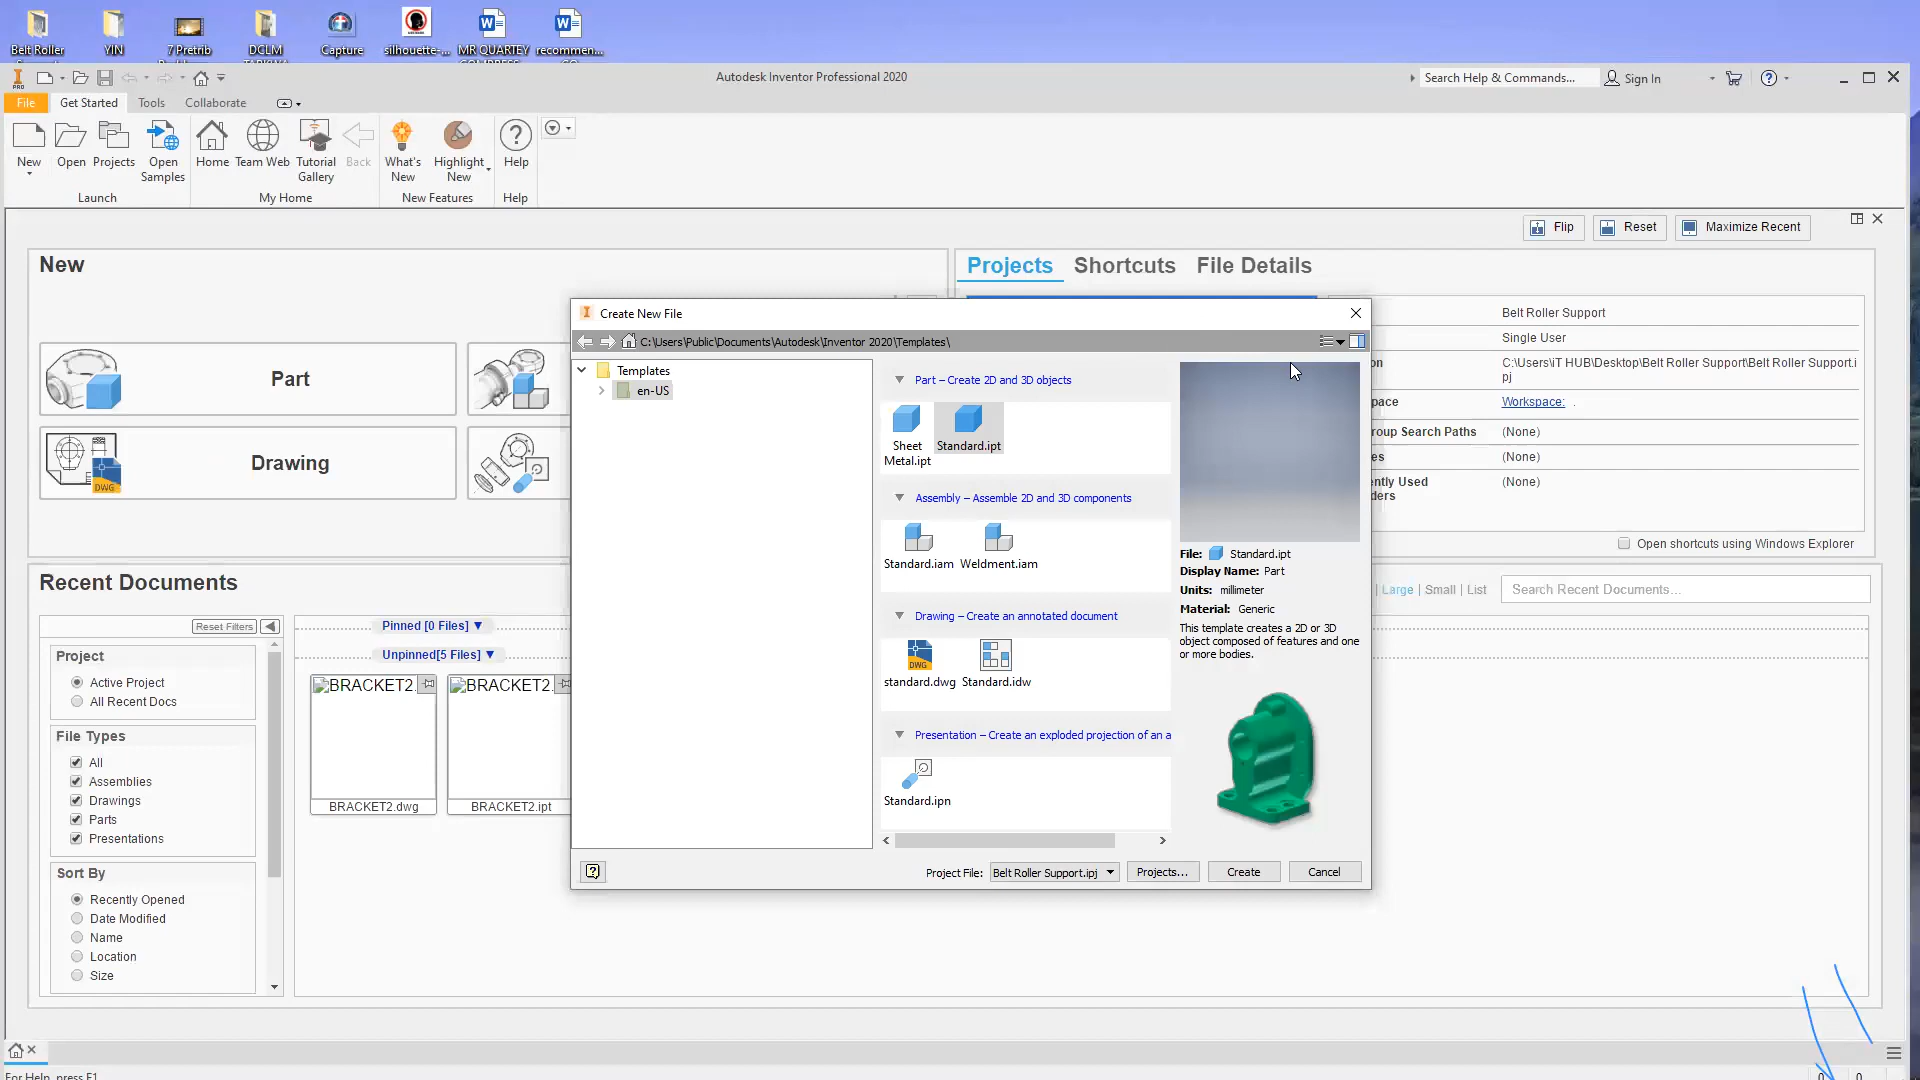 Belt Roller
YIN
7 Pretrib
DCLM
Capture
silhouette-...
MR QUARTEY
recommen...
Autodesk Inventor Professional 2020
Search Help & Commands...
Sign In
File
Get Started
Tools
Collaborate
New
Open
Projects
Open
Samples
Home
Team Web
Tutorial
Gallery
Back
What's
New
Highlight
New
Help
Launch
My Home
New Features
Help
Flip
Reset
Maximize Recent
New
Part
Drawing
DWG
Projects
Shortcuts
File Details
Belt Roller Support
Single User
on
C:\Users\iT HUB\Desktop\Belt Roller Support\Belt Roller Support.i
pj
pace
Workspace: .
roup Search Paths
(None)
es
(None)
ently Used
ders
(None)
Open shortcuts using Windows Explorer
Create New File
C:\Users\Public\Documents\Autodesk\Inventor 2020\Templates\
Templates
en-US
Part – Create 2D and 3D objects
Sheet
Metal.ipt
Standard.ipt
Assembly – Assemble 2D and 3D components
Standard.iam
Weldment.iam
Drawing – Create an annotated document
DWG
standard.dwg
Standard.idw
Presentation – Create an exploded projection of an a
Standard.ipn
File: Standard.ipt
Display Name: Part
Units: millimeter
Material: Generic
This template creates a 2D or 3D
object composed of features and one
or more bodies.
Project File:
Belt Roller Support.ipj
Projects...
Create
Cancel
Recent Documents
Large | Small | List
Search Recent Documents...
Reset Filters
Project
Active Project
All Recent Docs
File Types
All
Assemblies
Drawings
Parts
Presentations
Sort By
Recently Opened
Date Modified
Name
Location
Size
Pinned [0 Files]
Unpinned[5 Files]
BRACKET2.
BRACKET2.
BRACKET2.dwg
BRACKET2.ipt
For Help, press F1
0
0